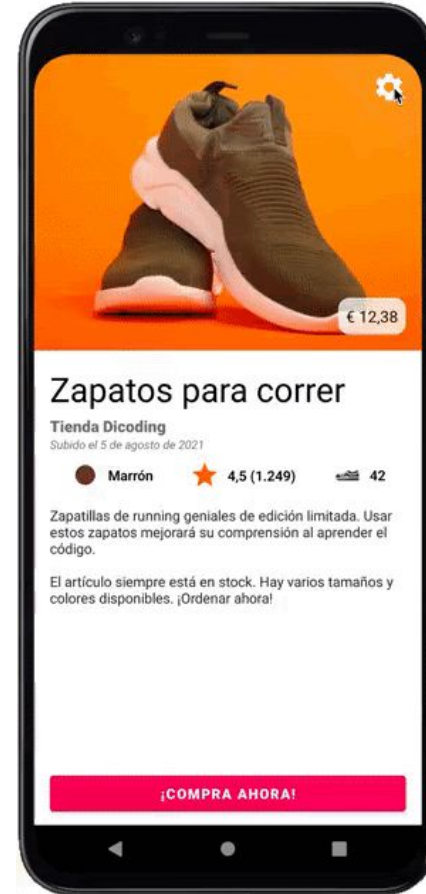 € 12,38
Zapatos para correr
Tienda Dicoding
Subido el 5 de agosto de 2021
Marrón
4,5 (1.249)
42
Zapatillas de running geniales de edición limitada. Usar
estos zapatos mejorará su comprensión al aprender el
código.
El artículo siempre está en stock. Hay varios tamaños y
colores disponibles. ¡Ordenar ahora!
¡COMPRA AHORA!